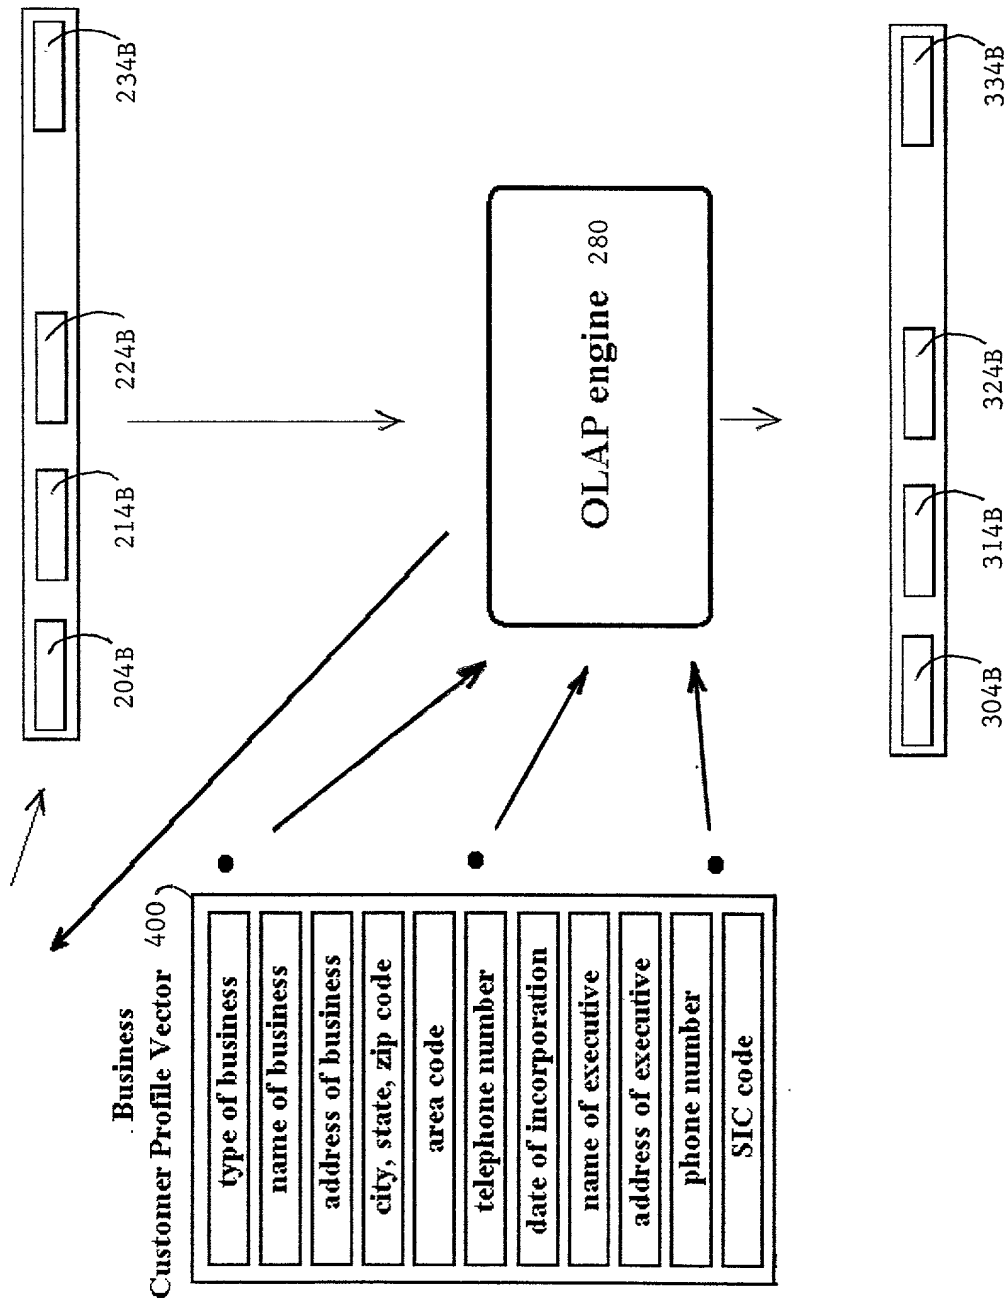 Business
Customer Profile Vector 400
type of business
name of business
address of business
city, state, zip code
area code
telephone number
date of incorporation
name of executive
address of executive
phone number
SIC code
204B
214B
224B
234B
OLAP engine 280
304B
314B
324B
334B